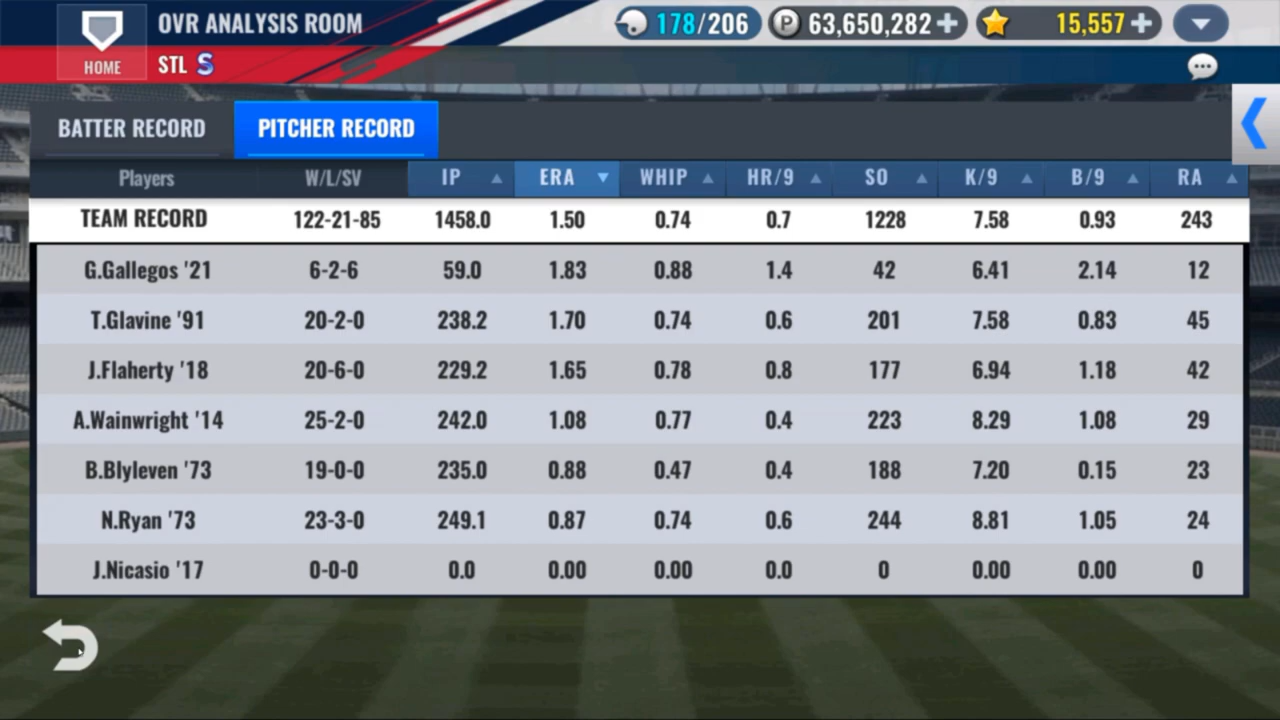 OVR ANALYSIS ROOM 178/206 P 63,650,282 + 15,557 +
HOME STL S
BATTER RECORD PITCHER RECORD
Players W/L/SV IP ERA WHIP HR/9 SO K/9 B/9 RA
TEAM RECORD 122-21-85 1458.0 1.50 0.74 0.7 1228 7.58 0.93 243
G.Gallegos '21 6-2-6 59.0 1.83 0.88 1.4 42 6.41 2.14 12
T.Glavine '91 20-2-0 238.2 1.70 0.74 0.6 201 7.58 0.83 45
J.Flaherty '18 20-6-0 229.2 1.65 0.78 0.8 177 6.94 1.18 42
A.Wainwright '14 25-2-0 242.0 1.08 0.77 0.4 223 8.29 1.08 29
B.Blyleven '73 19-0-0 235.0 0.88 0.47 0.4 188 7.20 0.15 23
N.Ryan '73 23-3-0 249.1 0.87 0.74 0.6 244 8.81 1.05 24
J.Nicasio '17 0-0-0 0.0 0.00 0.00 0.0 0 0.00 0.00 0